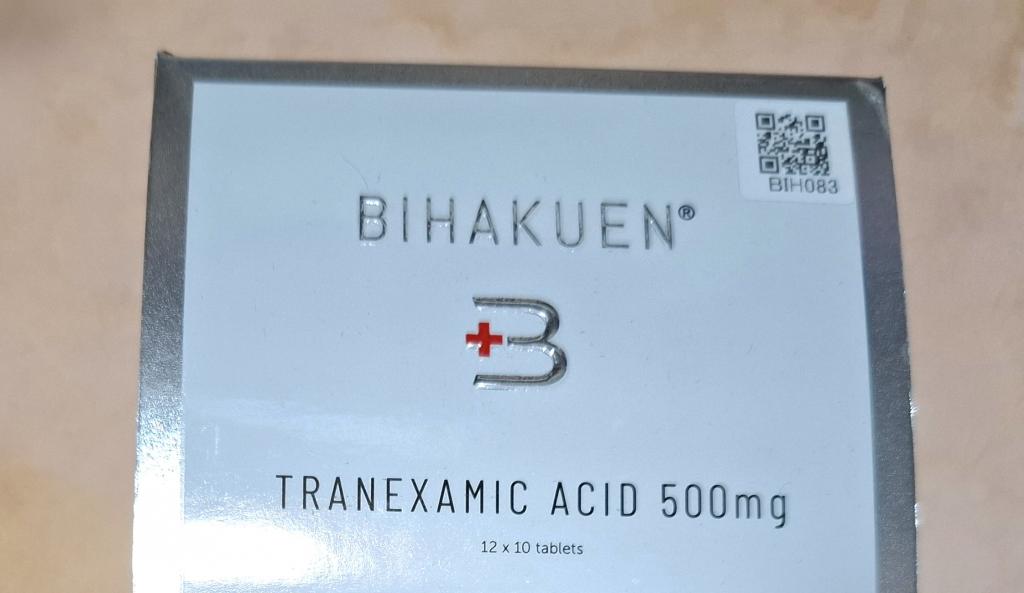 BIH083
BIHAKUEN®
B
TRANEXAMIC ACID 500mg
12 x 10 tablets